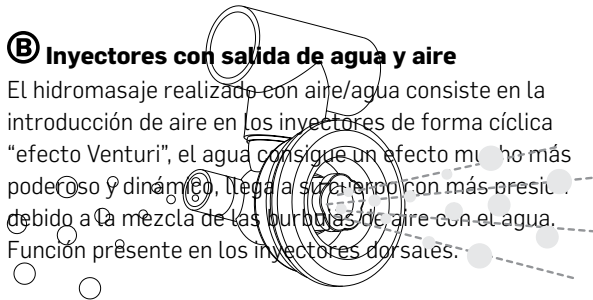 B Inyectores con salida de agua y aire
El hidromasaje realizado con aire/agua consiste en la
introducción de aire en los inyectores de forma cíclica
“efecto Venturi”, el agua consigue un efecto mucho más
poderoso y dinámico, llega a su cuerpo con más presión
debido a la mezcla de las burbujas de aire con el agua.
Función presente en los inyectores dorsales.